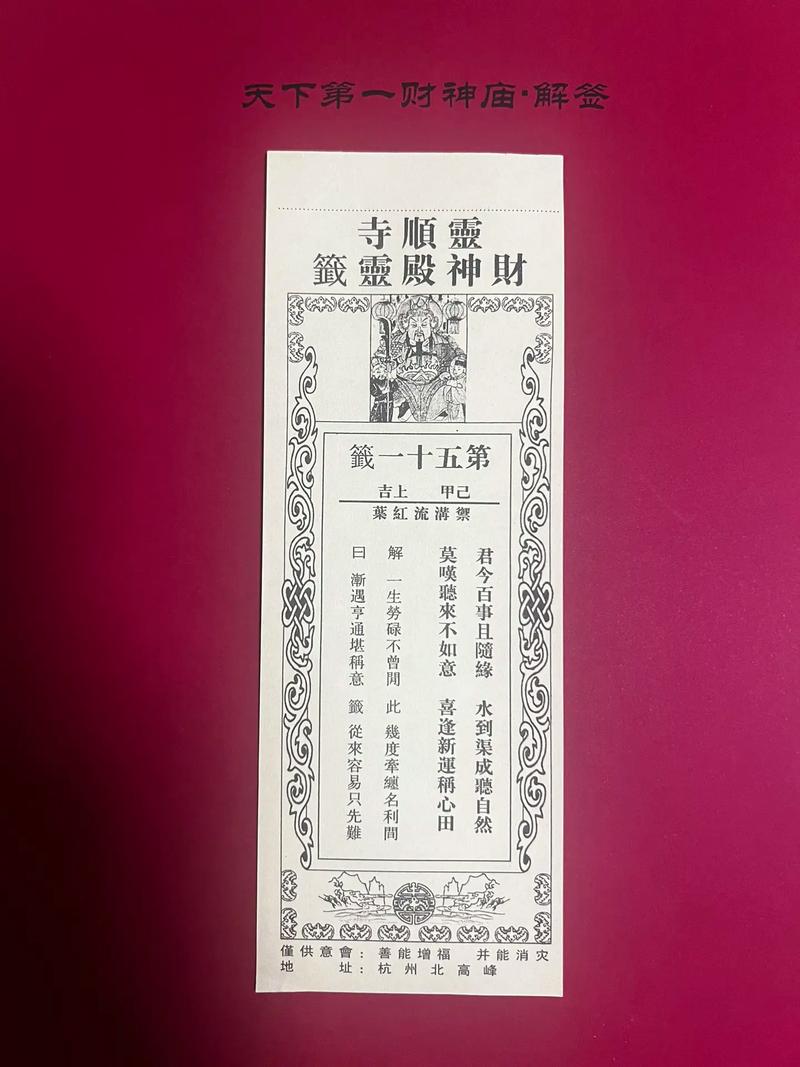 天下第一财神庙·解签
靈順寺
財神殿靈籤
第五十一籤
己甲 上吉
禦溝流紅葉
君今百事且隨緣 水到渠成聽自然
莫嘆聽來不如意 喜逢新運稱心田
解 一生勞碌不曾閒 此 幾度牽纏名利間
曰 漸遇亨通堪稱意 籤 從來容易只先難
僅供意會：善能增福 并能消灾
地址：杭州北高峰